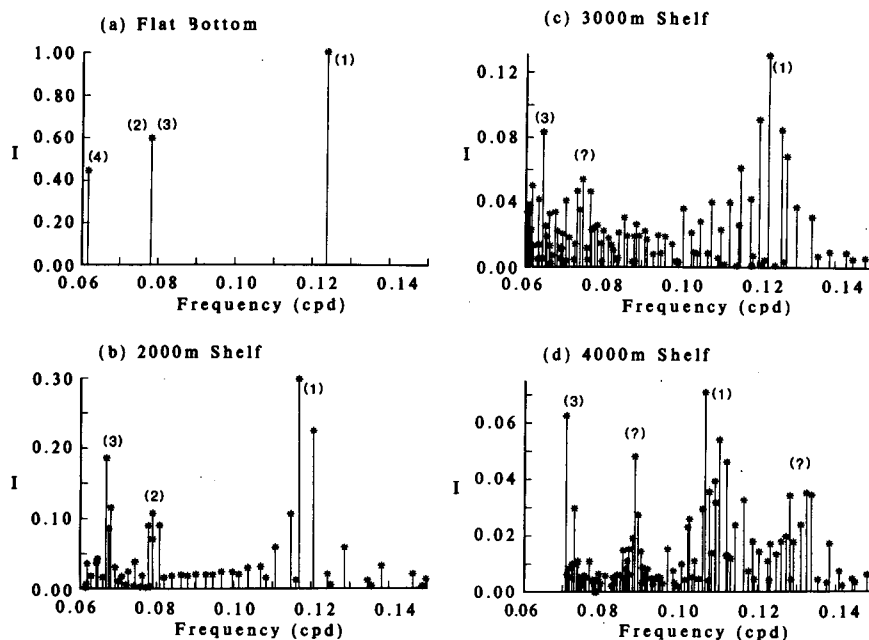 (a) Flat Bottom
1.00
0.80
0.60
0.40
0.20
0.00
I
(1)
(2) (3)
(4)
0.06 0.08 0.10 0.12 0.14
Frequency (cpd)
(b) 2000m Shelf
0.30
0.20
0.10
0.00
I
(1)
(3)
(2)
0.06 0.08 0.10 0.12 0.14
Frequency (cpd)
(c) 3000m Shelf
0.12
0.08
0.04
0.00
I
(1)
(3)
(?)
0.06 0.08 0.10 0.12 0.14
Frequency (cpd)
(d) 4000m Shelf
0.06
0.04
0.02
0.00
I
(3)
(1)
(?)
(?)
0.06 0.08 0.10 0.12 0.14
Frequency (cpd)